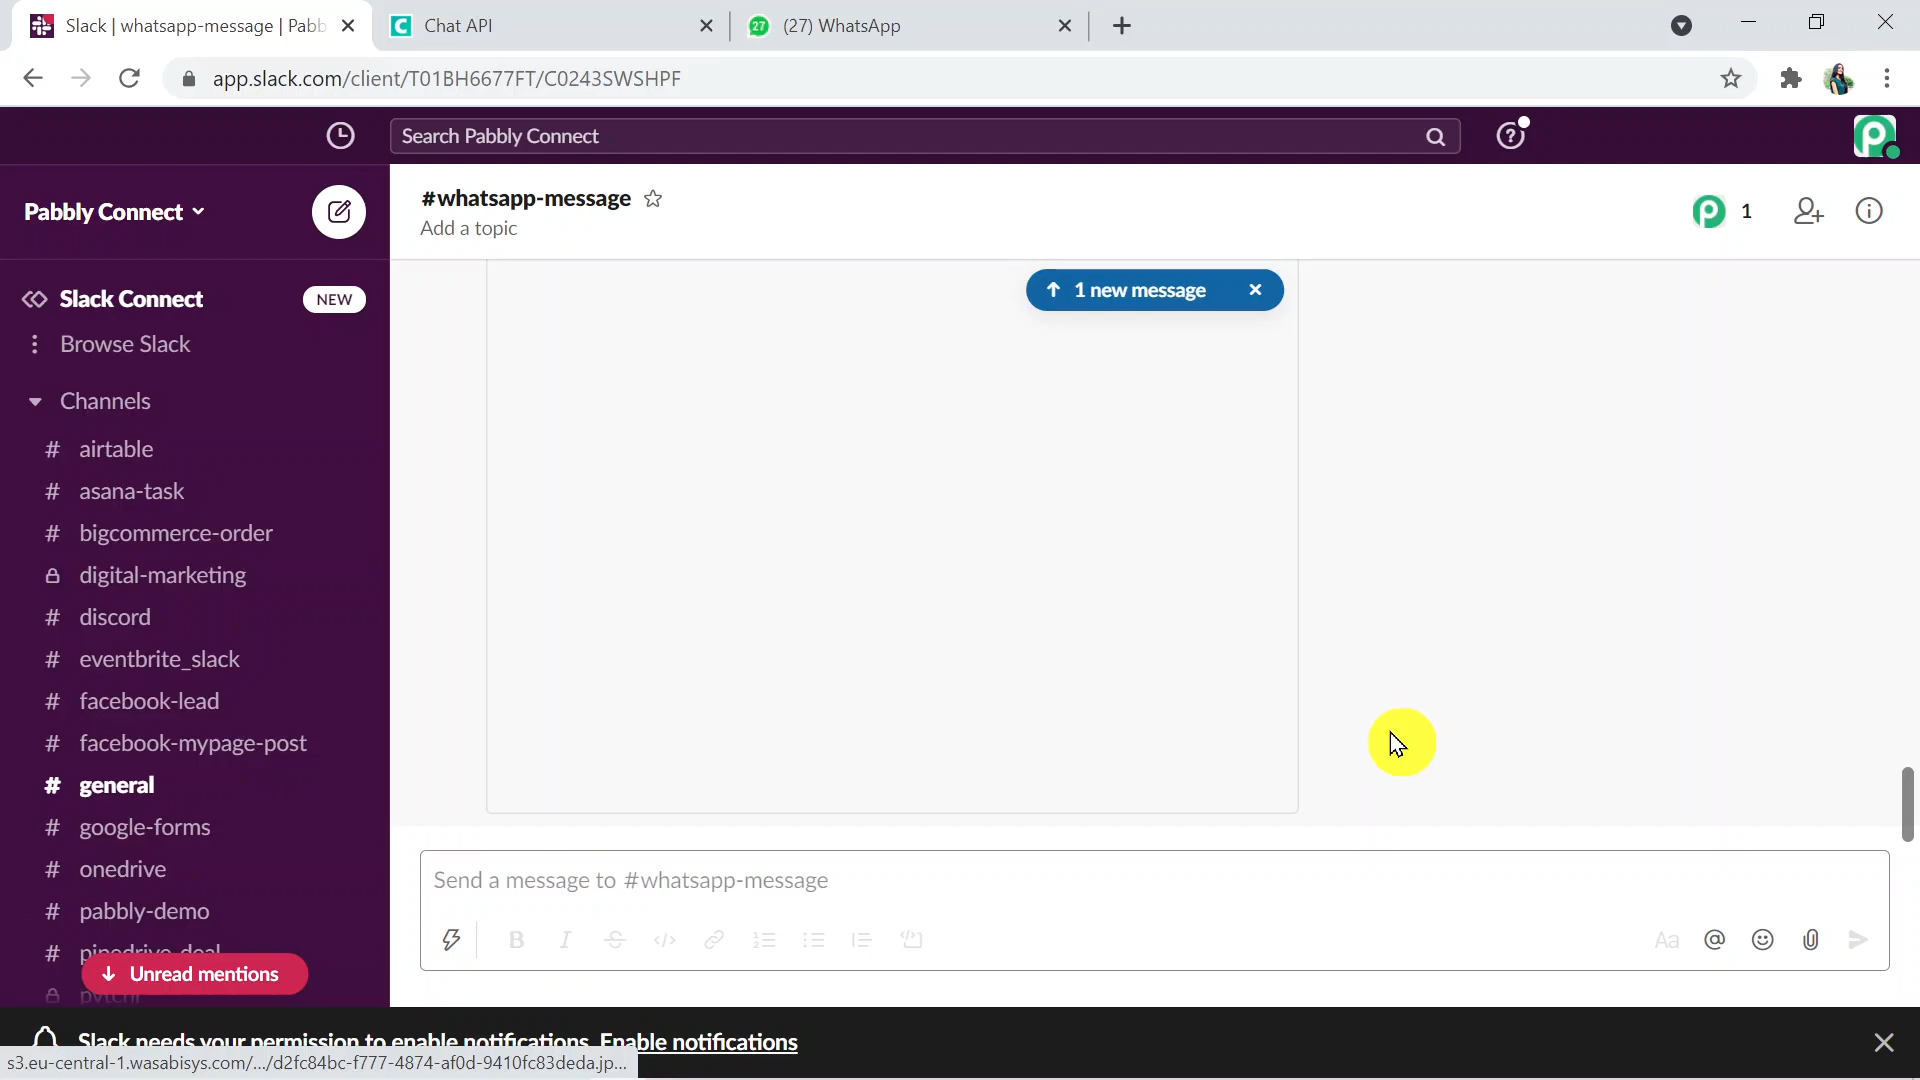 Slack | whatsapp-message | Pabb
Chat API
27
(27) WhatsApp
app.slack.com/client/T01BH6677FT/C0243SWSHPF
Search Pabbly Connect
Pabbly Connect
#whatsapp-message
Add a topic
1
Slack Connect
NEW
Browse Slack
1 new message
Channels
# airtable
# asana-task
# bigcommerce-order
digital-marketing
# discord
# eventbrite_slack
# facebook-lead
# facebook-mypage-post
# general
# google-forms
# onedrive
# pabbly-demo
# pipedrive-deal
Unread mentions
Send a message to #whatsapp-message
B I S
Aa @
Slack needs your permission to enable notifications. Enable notifications
s3.eu-central-1.wasabisys.com/.../d2fc84bc-f777-4874-af0d-9410fc83deda.jp...